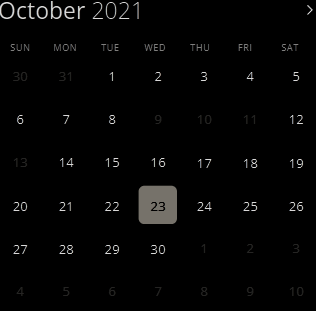 October 2021
SUN MON TUE WED THU FRI SAT
30 31 1 2 3 4 5
6 7 8 9 10 11 12
13 14 15 16 17 18 19
20 21 22 23 24 25 26
27 28 29 30 1 2 3
4 5 6 7 8 9 10